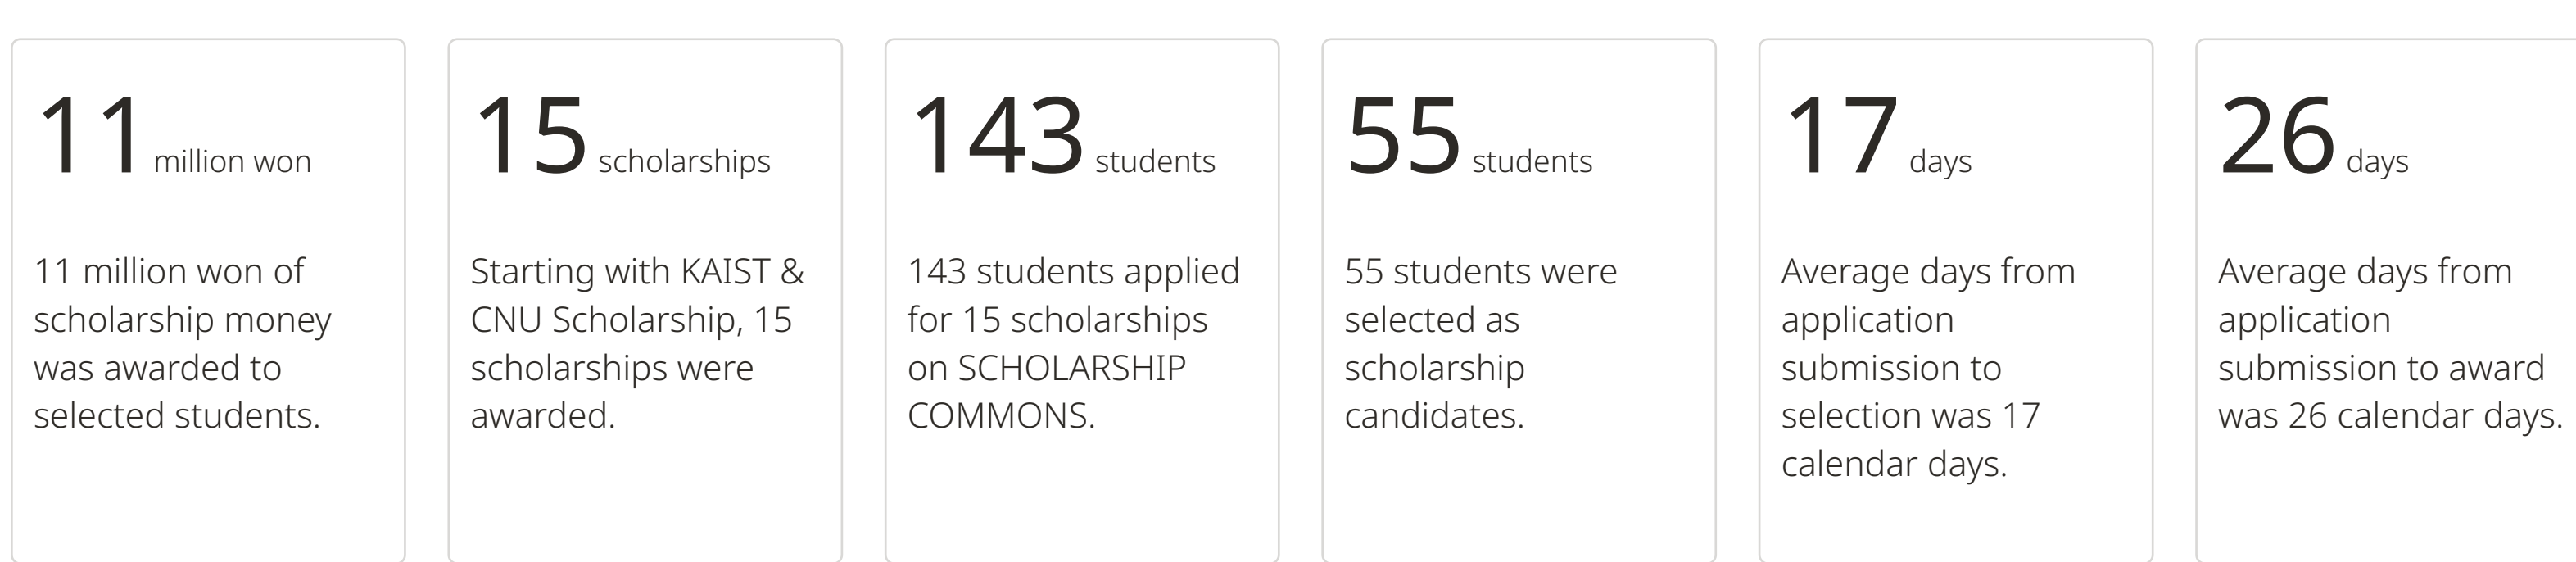 11 million won
11 million won of
scholarship money
was awarded to
selected students.
15 scholarships
Starting with KAIST &
CNU Scholarship, 15
scholarships were
awarded.
143 students
143 students applied
for 15 scholarships
on SCHOLARSHIP
COMMONS.
55 students
55 students were
selected as
scholarship
candidates.
17 days
Average days from
application
submission to
selection was 17
calendar days.
26 days
Average days from
application
submission to award
was 26 calendar days.